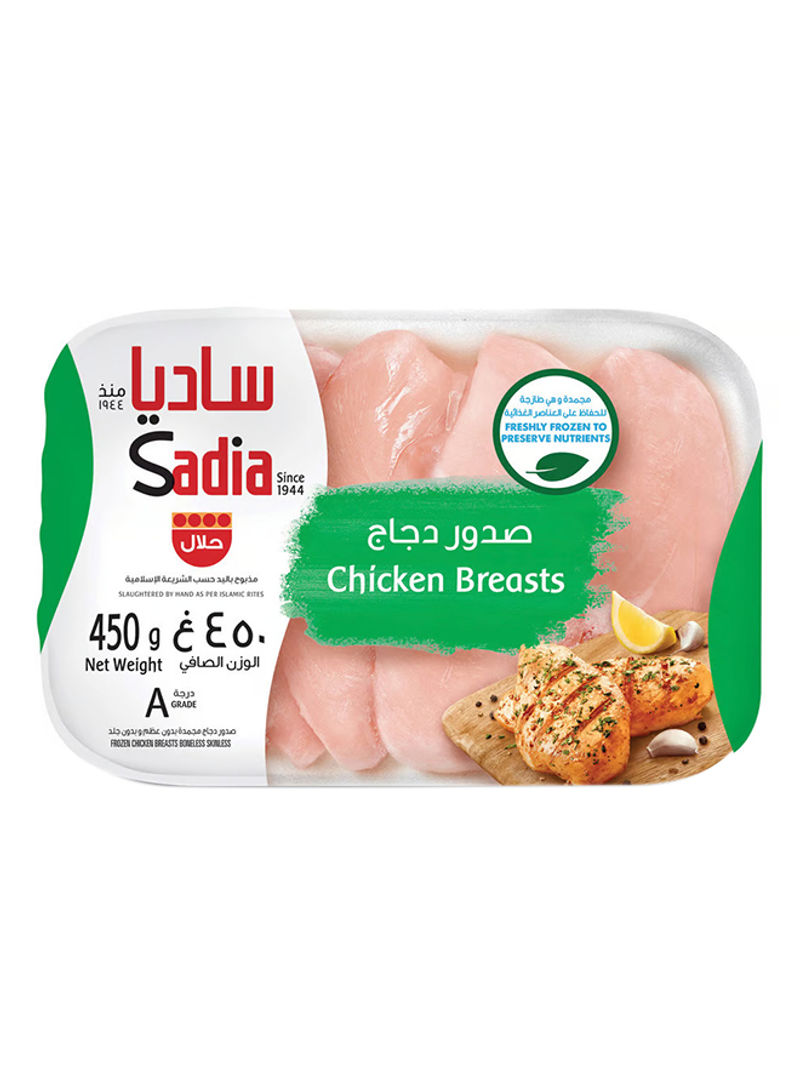 ساديا
منذ
١٩٤٤
Sadia
Since
1944
حلال
مذبوح باليد حسب الشريعة الإسلامية
SLAUGHTERED BY HAND AS PER ISLAMIC RITES
450 g ٤٥٠ غ
Net Weight الوزن الصافي
A درجة
GRADE
صدور دجاج مجمدة بدون عظم و بدون جلد
FROZEN CHICKEN BREASTS BONELESS SKINLESS
مجمدة و هي طازجة
للحفاظ على العناصر الغذائية
FRESHLY FROZEN TO
PRESERVE NUTRIENTS
صدور دجاج
Chicken Breasts